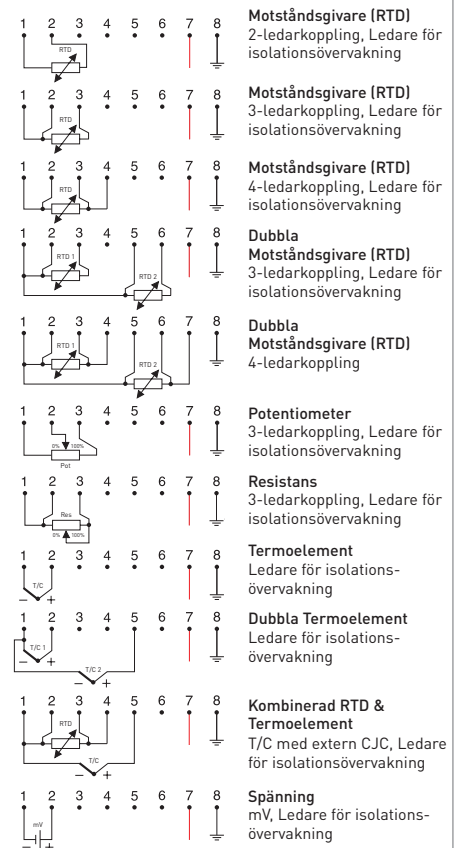 1 2 3 4 5 6 7 8
RTD
Motståndsgivare (RTD)
2-ledarkoppling, Ledare för
isolationsövervakning
1 2 3 4 5 6 7 8
RTD
Motståndsgivare (RTD)
3-ledarkoppling, Ledare för
isolationsövervakning
1 2 3 4 5 6 7 8
RTD
Motståndsgivare (RTD)
4-ledarkoppling, Ledare för
isolationsövervakning
1 2 3 4 5 6 7 8
RTD 1
RTD 2
Dubbla
Motståndsgivare (RTD)
3-ledarkoppling, Ledare för
isolationsövervakning
1 2 3 4 5 6 7 8
RTD 1
RTD 2
Dubbla
Motståndsgivare (RTD)
4-ledarkoppling
1 2 3 4 5 6 7 8
0% 100%
Pot
Potentiometer
3-ledarkoppling, Ledare för
isolationsövervakning
1 2 3 4 5 6 7 8
Res
0% 100%
Resistans
3-ledarkoppling, Ledare för
isolationsövervakning
1 2 3 4 5 6 7 8
T/C
– +
Termoelement
Ledare för isolations-
övervakning
1 2 3 4 5 6 7 8
T/C 1
– +
T/C 2
– +
Dubbla Termoelement
Ledare för isolations-
övervakning
1 2 3 4 5 6 7 8
RTD
T/C
– +
Kombinerad RTD &
Termoelement
T/C med extern CJC, Ledare
för isolationsövervakning
1 2 3 4 5 6 7 8
mV
– +
Spänning
mV, Ledare för isolations-
övervakning